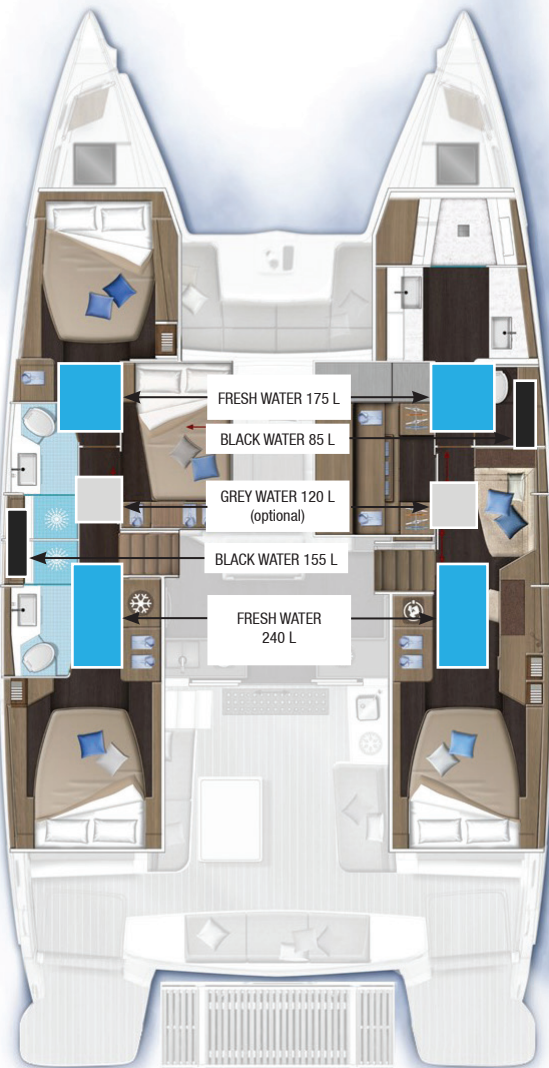 FRESH WATER 175 L
BLACK WATER 85 L
GREY WATER 120 L
(optional)
BLACK WATER 155 L
FRESH WATER
240 L